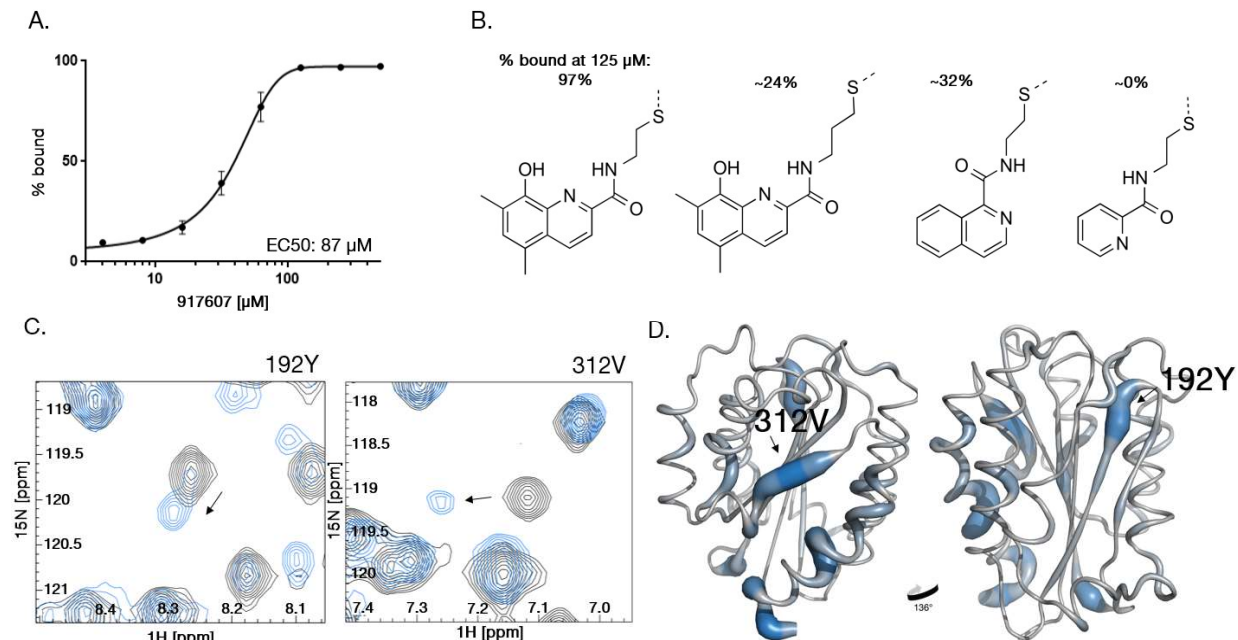 A.
100
50
0
% bound
10
100
EC50: 87 µM
917607 [µM]
B.
% bound at 125 µM:
97%
~24%
~32%
~0%
S
S
S
S
OH
HN
N
O
OH
HN
N
O
O
NH
N
HN
O
N
C.
192Y
312V
119
119.5
120
120.5
121
15N [ppm]
8.4
8.3
8.2
8.1
1H [ppm]
118
118.5
119
119.5
120
15N [ppm]
7.4
7.3
7.2
7.1
7.0
1H [ppm]
D.
312V
192Y
136°